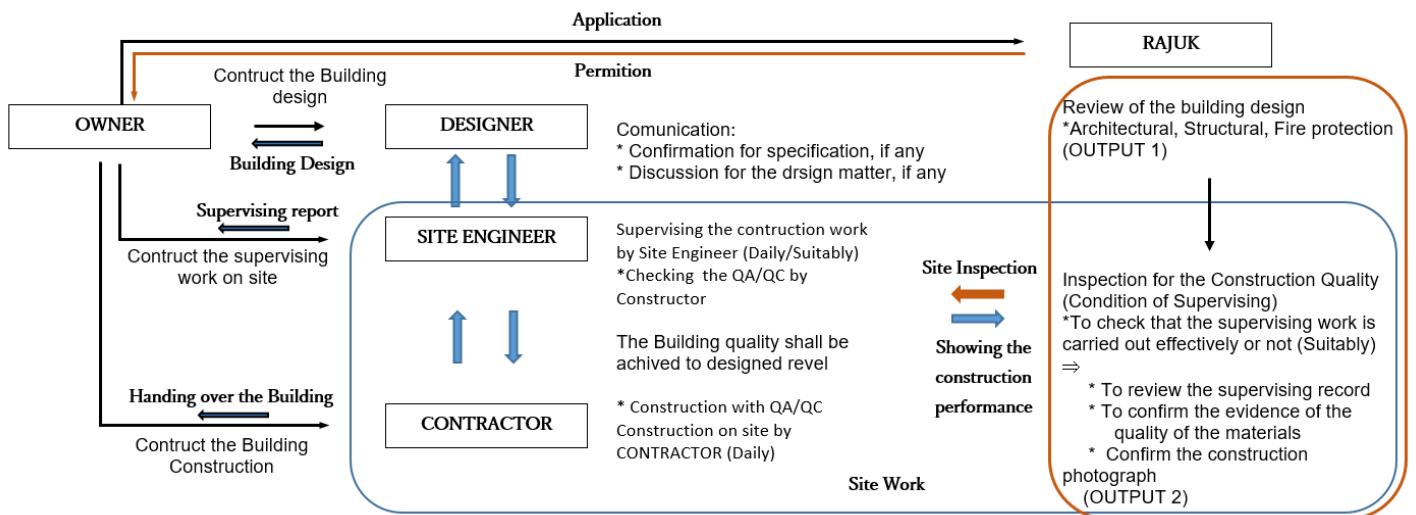 Application
RAJUK
Permition
Contruct the Building
design
OWNER
DESIGNER
Building Design
Comunication:
* Confirmation for specification, if any
* Discussion for the drsign matter, if any
Review of the building design
*Architectural, Structural, Fire protection
(OUTPUT 1)
Supervising report
Contruct the supervising
work on site
SITE ENGINEER
Supervising the contruction work
by Site Engineer (Daily/Suitably)
*Checking the QA/QC by
Constructor
The Building quality shall be
achived to designed revel
Site Inspection
Showing the
construction
performance
Inspection for the Construction Quality
(Condition of Supervising)
*To check that the supervising work is
carried out effectively or not (Suitably)
⇒
* To review the supervising record
* To confirm the evidence of the
quality of the materials
* Confirm the construction
photograph
(OUTPUT 2)
Handing over the Building
Contruct the Building
Construction
CONTRACTOR
* Construction with QA/QC
Construction on site by
CONTRACTOR (Daily)
Site Work